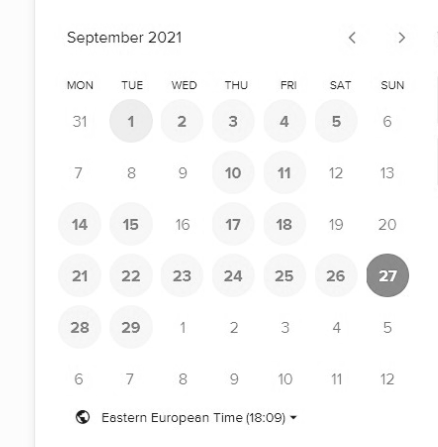 September 2021
MON TUE WED THU FRI SAT SUN
31 1 2 3 4 5 6
7 8 9 10 11 12 13
14 15 16 17 18 19 20
21 22 23 24 25 26 27
28 29 1 2 3 4 5
6 7 8 9 10 11 12
Eastern European Time (18:09)